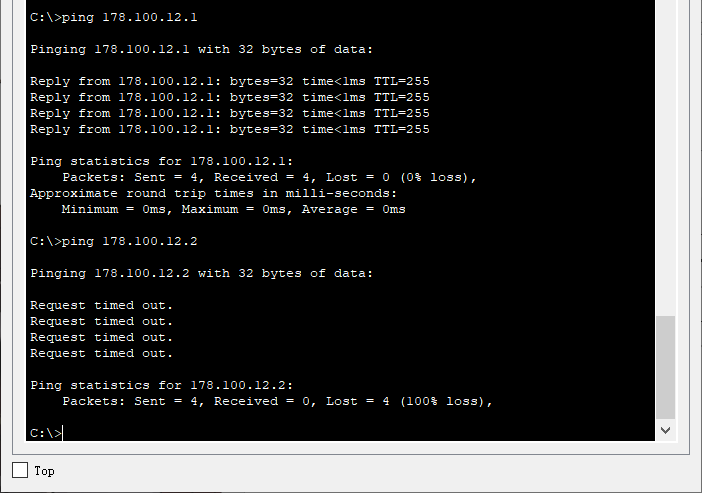 C:\>ping 178.100.12.1
Pinging 178.100.12.1 with 32 bytes of data:
Reply from 178.100.12.1: bytes=32 time<1ms TTL=255
Reply from 178.100.12.1: bytes=32 time<1ms TTL=255
Reply from 178.100.12.1: bytes=32 time<1ms TTL=255
Reply from 178.100.12.1: bytes=32 time<1ms TTL=255
Ping statistics for 178.100.12.1:
    Packets: Sent = 4, Received = 4, Lost = 0 (0% loss),
Approximate round trip times in milli-seconds:
    Minimum = 0ms, Maximum = 0ms, Average = 0ms
C:\>ping 178.100.12.2
Pinging 178.100.12.2 with 32 bytes of data:
Request timed out.
Request timed out.
Request timed out.
Request timed out.
Ping statistics for 178.100.12.2:
    Packets: Sent = 4, Received = 0, Lost = 4 (100% loss),
C:\>
Top